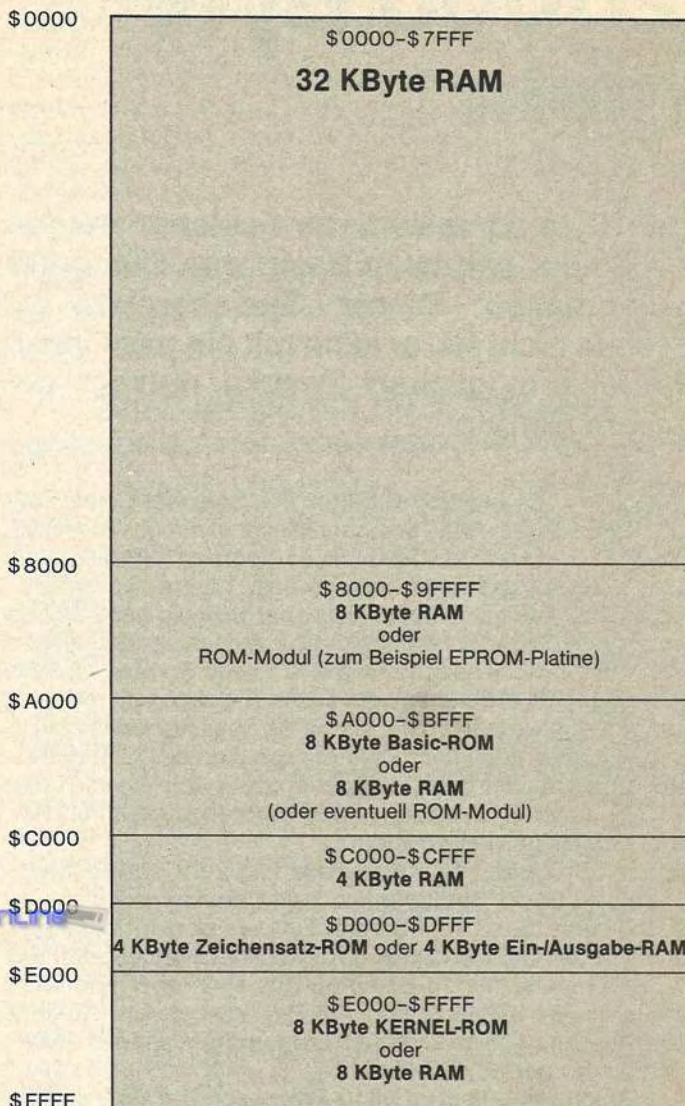 $0000
$0000-$7FFF
32 KByte RAM
$8000
$8000-$9FFFF
8 KByte RAM
oder
ROM-Modul (zum Beispiel EPROM-Platine)
$A000
$A000-$BFFF
8 KByte Basic-ROM
oder
8 KByte RAM
(oder eventuell ROM-Modul)
$C000
$C000-$CFFF
4 KByte RAM
$D000
$D000-$DFFF
4 KByte Zeichensatz-ROM oder 4 KByte Ein-/Ausgabe-RAM
$E000
$E000-$FFFF
8 KByte KERNEL-ROM
oder
8 KByte RAM
$FFFF